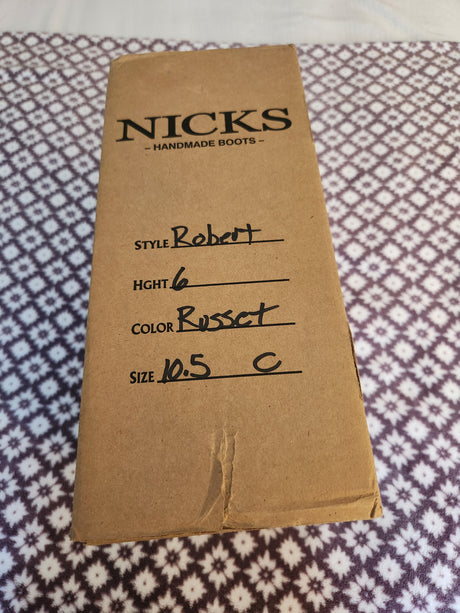 NICKS
– HANDMADE BOOTS –
STYLE Robert
HGHT 6
COLOR Russet
SIZE 10.5 C